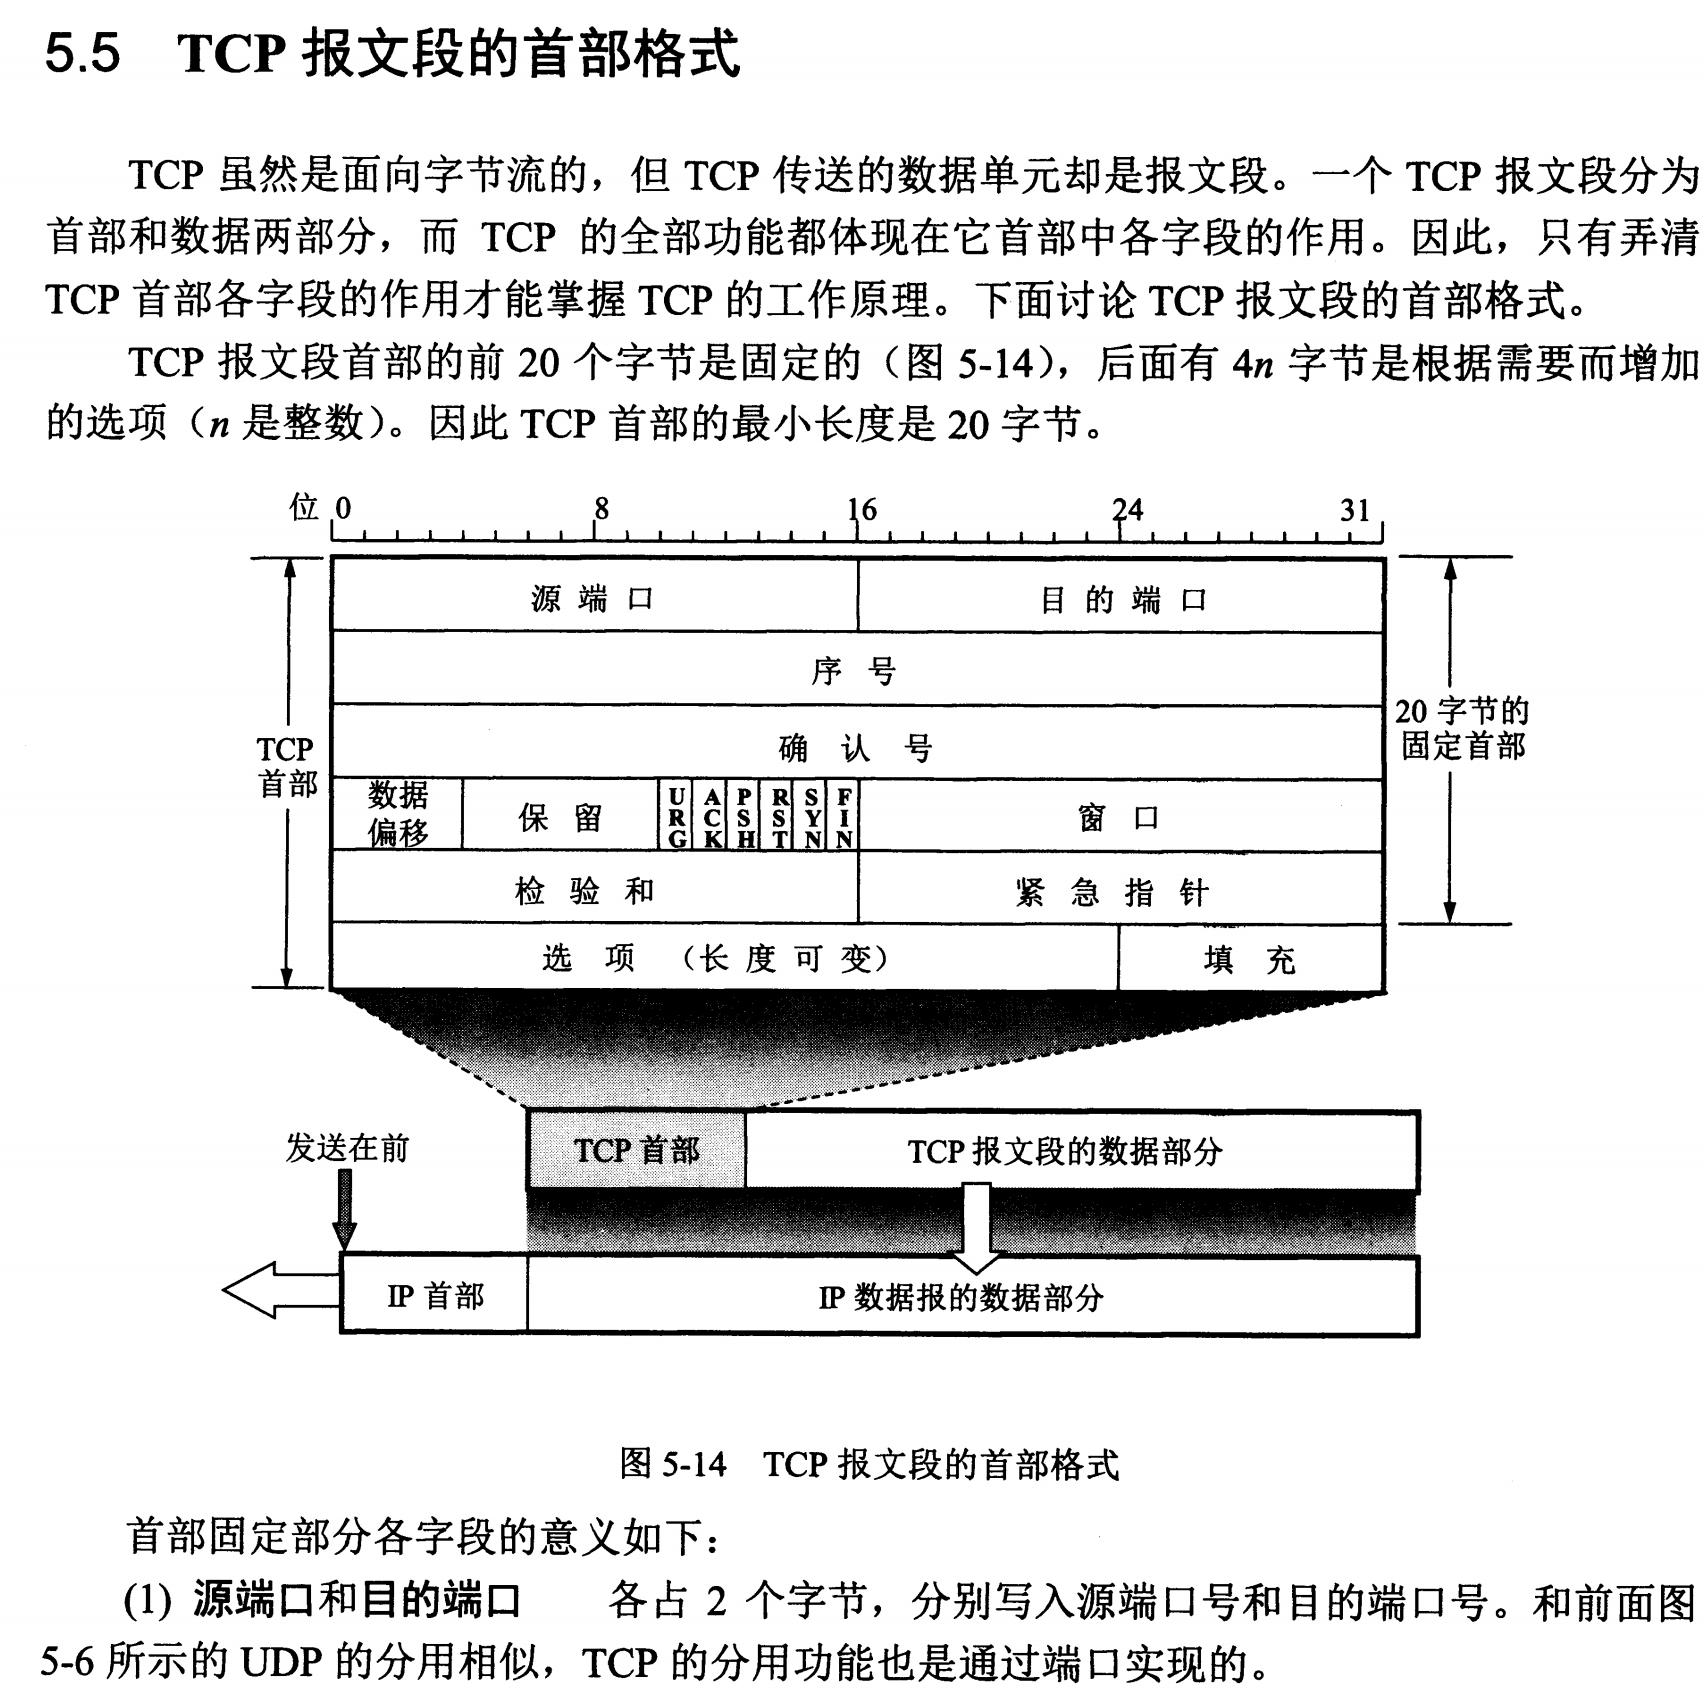 5.5 TCP 报文段的首部格式
TCP 虽然是面向字节流的，但 TCP 传送的数据单元却是报文段。一个 TCP 报文段分为
首部和数据两部分，而 TCP 的全部功能都体现在它首部中各字段的作用。因此，只有弄清
TCP 首部各字段的作用才能掌握 TCP 的工作原理。下面讨论 TCP 报文段的首部格式。
TCP 报文段首部的前 20 个字节是固定的（图 5-14），后面有 4n 字节是根据需要而增加
的选项（n 是整数）。因此 TCP 首部的最小长度是 20 字节。
位 0 8 16 24 31
源端口 目的端口
序号
20 字节的
固定首部
确认号
TCP
首部
数据
偏移
保留 URG ACK PSH RST SYN FIN 窗口
检验和 紧急指针
选项 （长度可变） 填充
发送在前
TCP 首部 TCP 报文段的数据部分
IP 首部 IP 数据报的数据部分
图 5-14 TCP 报文段的首部格式
首部固定部分各字段的意义如下：
(1) 源端口和目的端口 各占 2 个字节，分别写入源端口号和目的端口号。和前面图
5-6 所示的 UDP 的分用相似，TCP 的分用功能也是通过端口实现的。